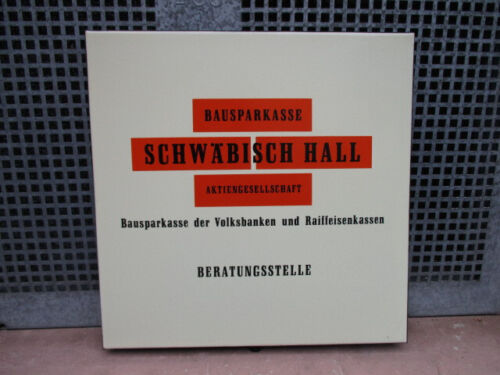 BAUSPARKASSE
SCHWÄBISCH HALL
AKTIENGESELLSCHAFT
Bausparkasse der Volksbanken und Raiffeisenkassen
BERATUNGSSTELLE